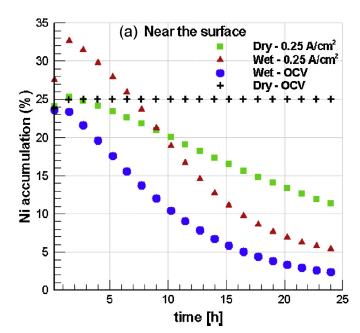 (a) Near the surface
Dry - 0.25 A/cm²
Wet - 0.25 A/cm²
Wet - OCV
Dry - OCV
Ni accumulation (%)
35
30
25
20
15
10
5
0
5
10
15
20
25
time [h]